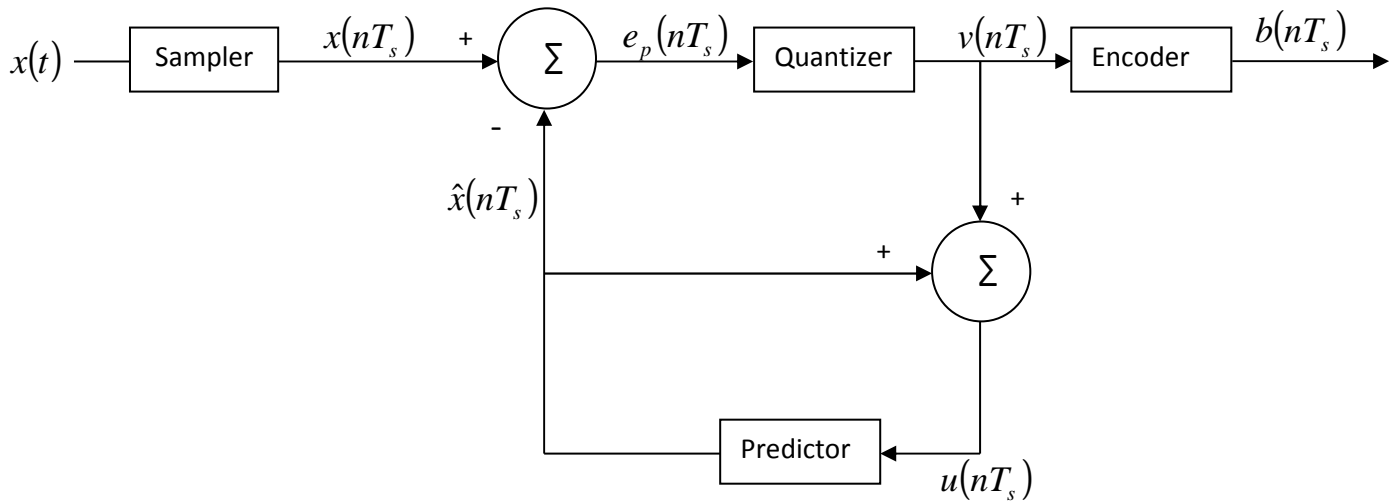 x(t) Sampler x(nT_s) + Σ e_p(nT_s) Quantizer v(nT_s) Encoder b(nT_s)
-
x̂(nT_s)
+
+ Σ
Predictor
u(nT_s)